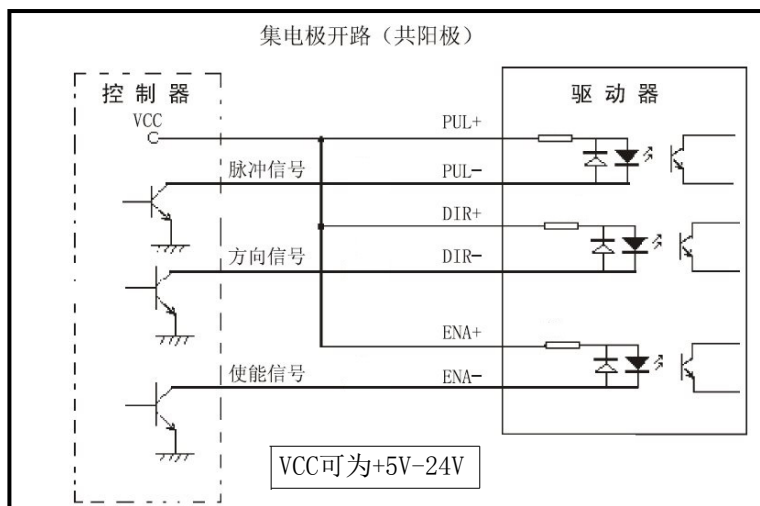 集电极开路（共阳极）
控制器
驱动器
VCC
PUL+
脉冲信号
PUL-
DIR+
方向信号
DIR-
ENA+
使能信号
ENA-
VCC可为+5V-24V